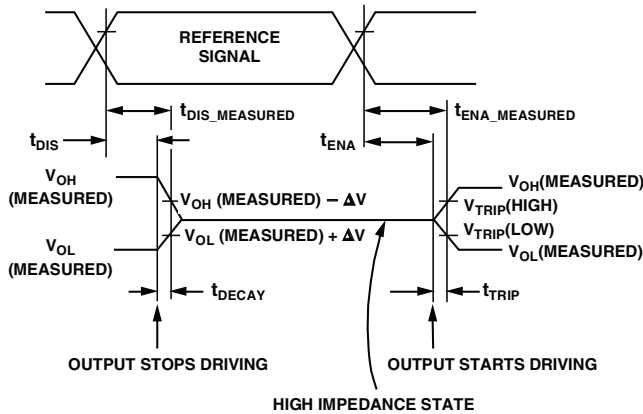 REFERENCE
SIGNAL
tDIS_MEASURED
tENA_MEASURED
tDIS
tENA
VOH
(MEASURED)
VOH (MEASURED) – ΔV
VOH(MEASURED)
VTRIP(HIGH)
VOL
(MEASURED)
VOL (MEASURED) + ΔV
VTRIP(LOW)
VOL(MEASURED)
tDECAY
tTRIP
OUTPUT STOPS DRIVING
OUTPUT STARTS DRIVING
HIGH IMPEDANCE STATE